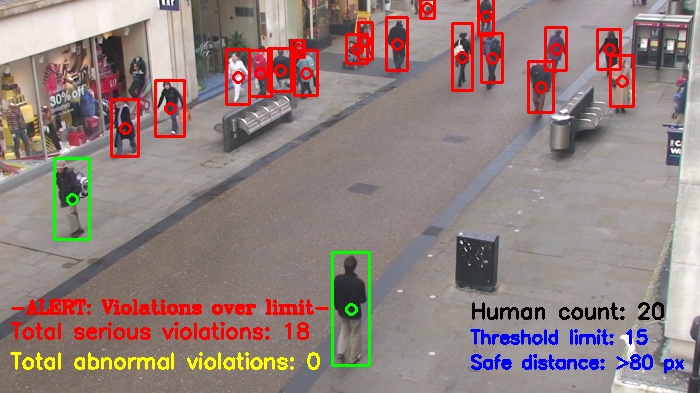 30% off
-ALERT: Violations over limit-
Total serious violations: 18
Total abnormal violations: 0
Human count: 20
Threshold limit: 15
Safe distance: >80 px